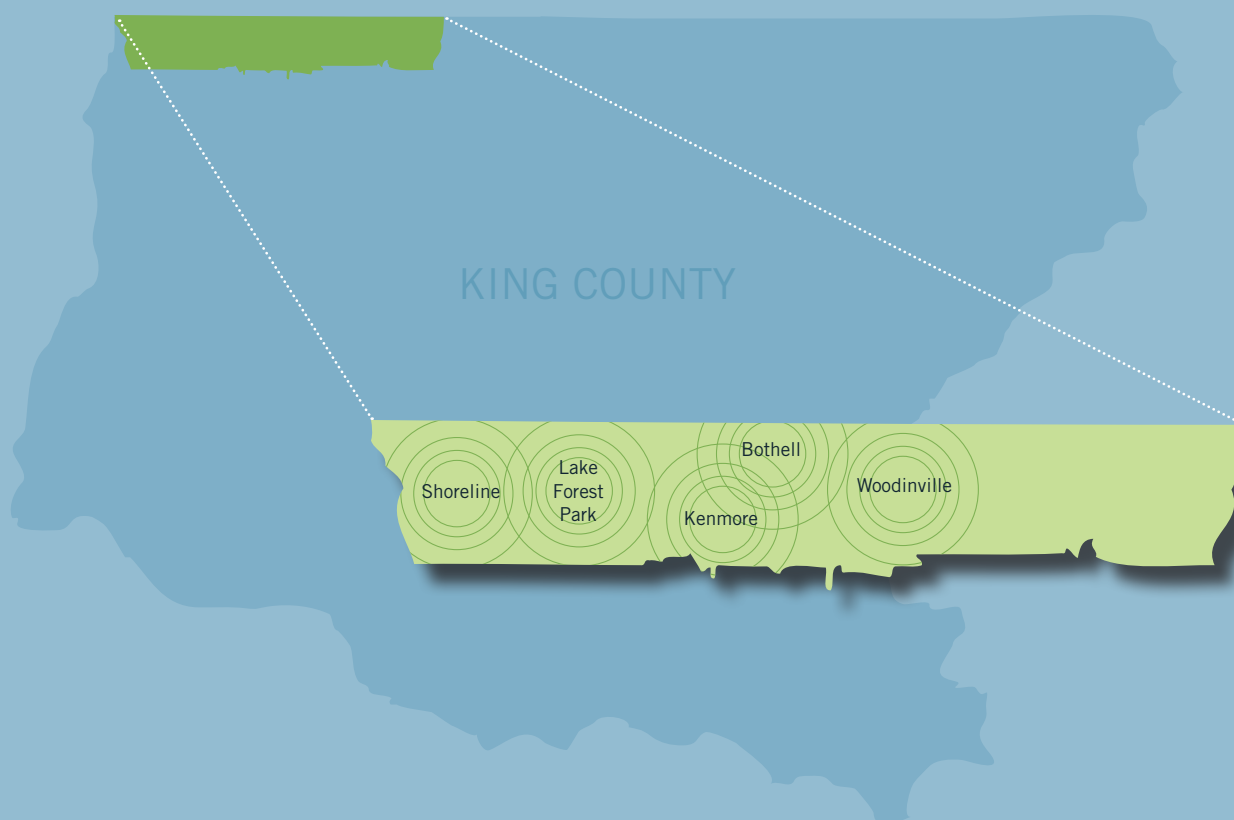 KING COUNTY
Bothell
Lake
Forest
Park
Shoreline
Woodinville
Kenmore